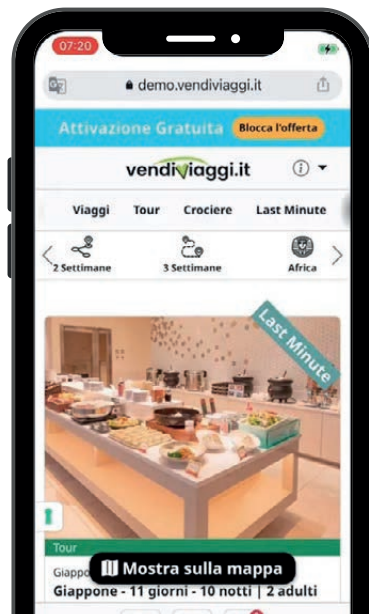 07:20
demo.vendiviaggi.it
Attivazione Gratuita Blocca l'offerta
vendiviaggi.it
Viaggi Tour Crociere Last Minute
2 Settimane 3 Settimane Africa
Last Minute
Tour
Mostra sulla mappa
Giappone - 11 giorni - 10 notti | 2 adulti